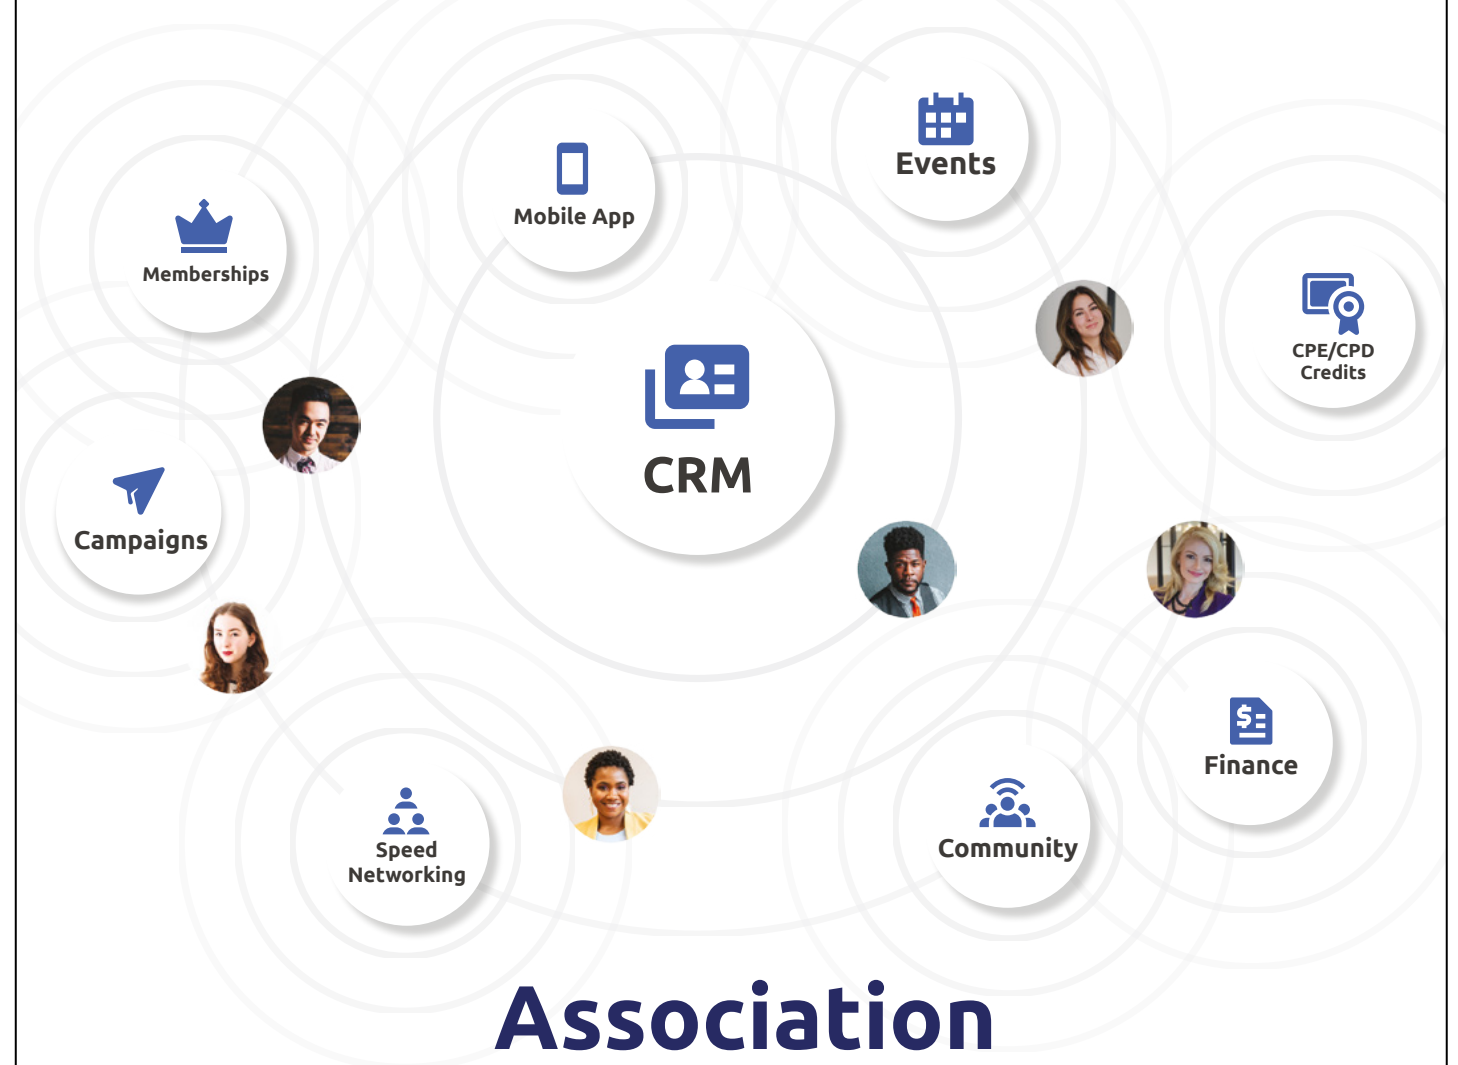 Events
Mobile App
Memberships
CPE/CPD
Credits
CRM
Campaigns
Finance
Community
Speed
Networking
Association